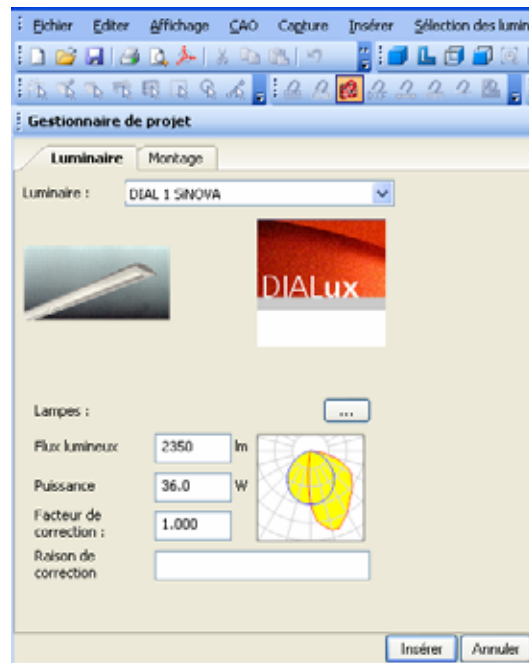 Fichier Editer Affichage CAO Capture Insérer Sélection des lumin
Gestionnaire de projet
Luminaire Montage
Luminaire : DIAL 1 SINOVA
DIALux
Lampes : ...
Flux lumineux 2350 lm
Puissance 36.0 W
Facteur de
correction : 1.000
Raison de
correction
Insérer Annuler